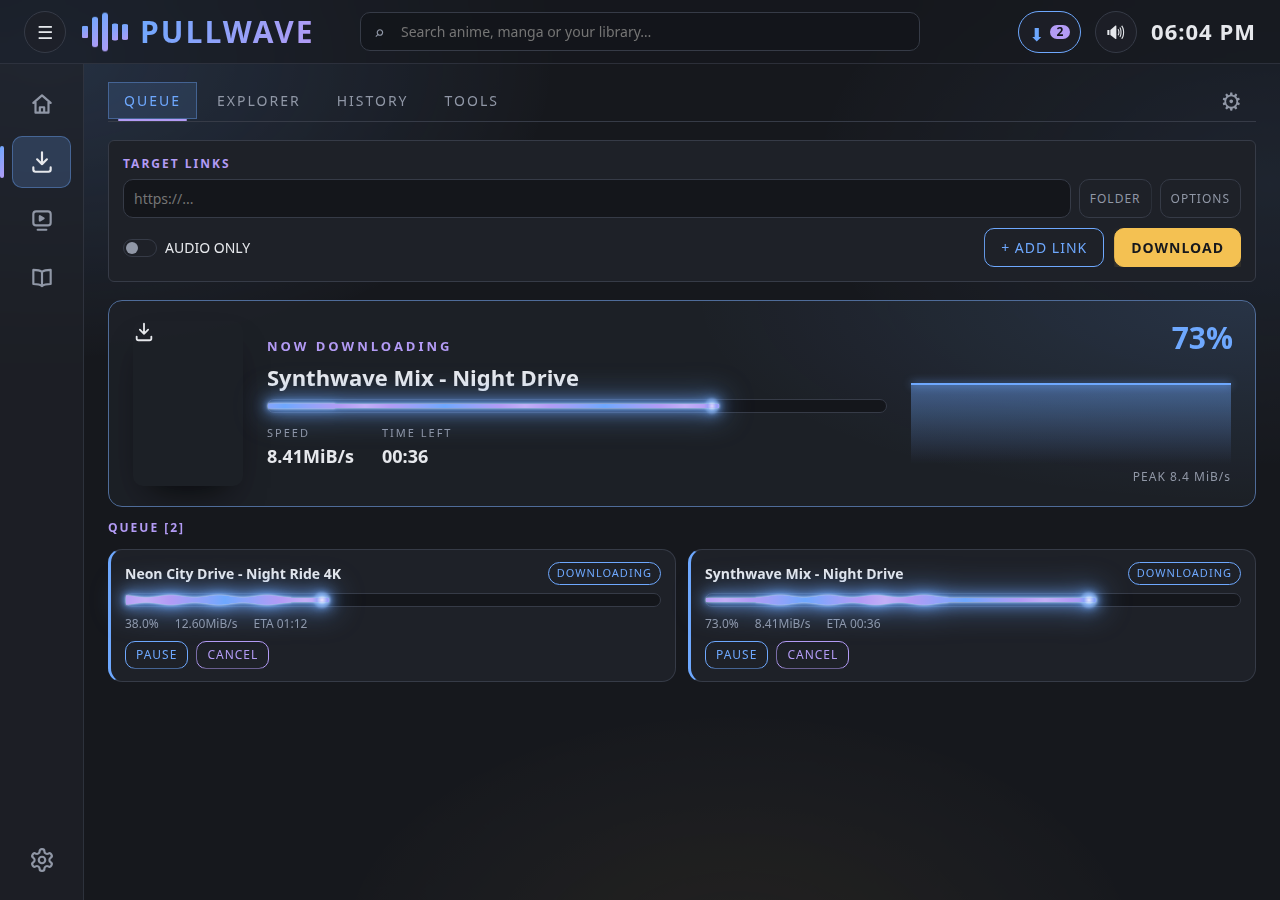 PULLWAVE
Search anime, manga or your library...
2
06:04 PM
QUEUE EXPLORER HISTORY TOOLS
TARGET LINKS
https://...
FOLDER OPTIONS
AUDIO ONLY
+ ADD LINK DOWNLOAD
73%
NOW DOWNLOADING
Synthwave Mix - Night Drive
SPEED TIME LEFT
8.41MiB/s 00:36
PEAK 8.4 MiB/s
QUEUE [2]
Neon City Drive - Night Ride 4K DOWNLOADING
38.0% 12.60MiB/s ETA 01:12
PAUSE CANCEL
Synthwave Mix - Night Drive DOWNLOADING
73.0% 8.41MiB/s ETA 00:36
PAUSE CANCEL